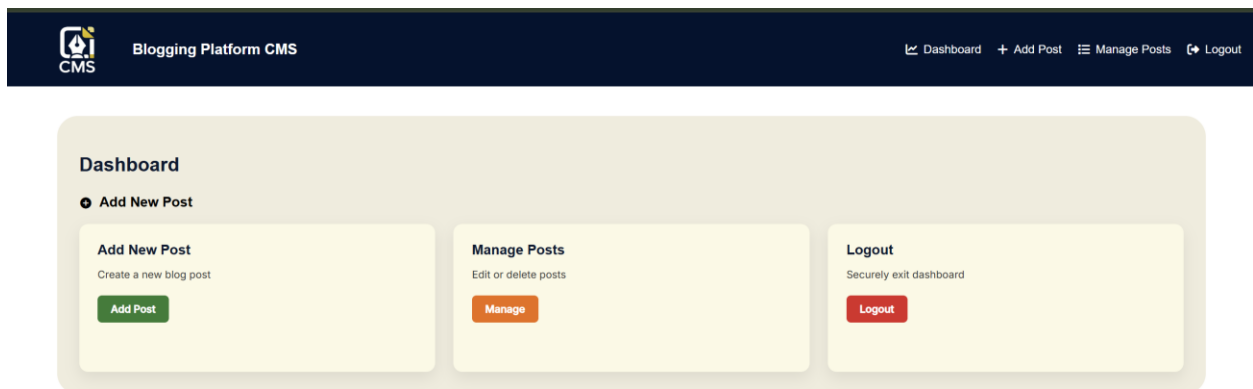 CMS
Blogging Platform CMS
Dashboard
Add Post
Manage Posts
Logout
Dashboard
Add New Post
Add New Post
Create a new blog post
Add Post
Manage Posts
Edit or delete posts
Manage
Logout
Securely exit dashboard
Logout